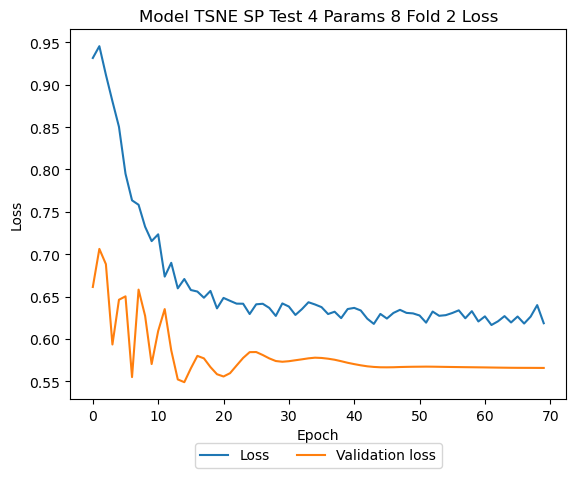 Model TSNE SP Test 4 Params 8 Fold 2 Loss
0.95
0.90
0.85
0.80
0.75
0.70
0.65
0.60
0.55
Loss
0 10 20 30 40 50 60 70
Epoch
Loss Validation loss